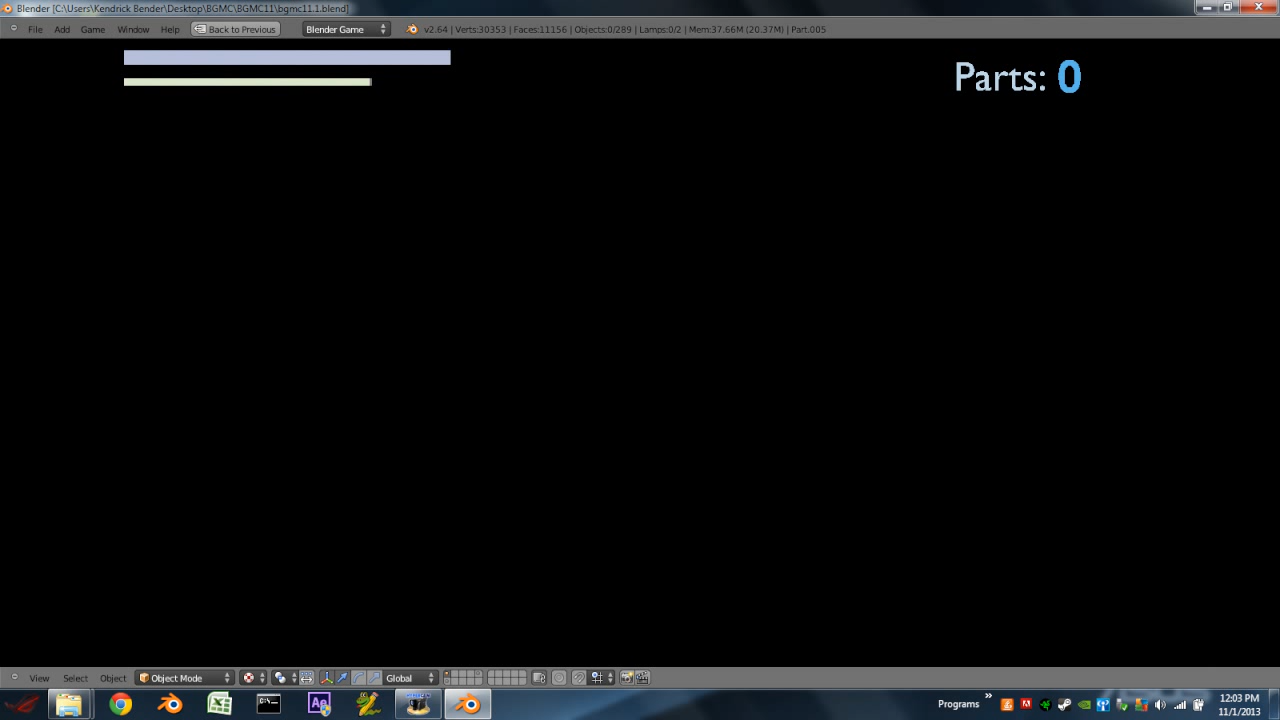 Blender [C:\Users\Kendrick Bender\Desktop\BGMC\BGMC11\bgmc11.1.blend]
File Add Game Window Help Back to Previous Blender Game v2.64 | Verts:30353 | Faces:11156 | Objects:0/289 | Lamps:0/2 | Mem:37.66M (20.37M) | Part.005
Parts: 0
View Select Object Object Mode Global
Programs » 12:03 PM
11/1/2013